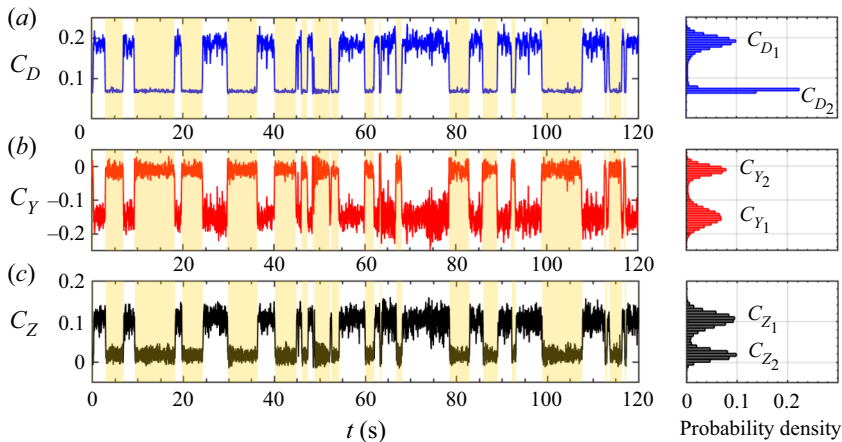 (a)
0.2
C_D
0.1
0 20 40 60 80 100 120
C_{D_1}
C_{D_2}
(b)
0
C_Y
−0.1
−0.2
20 40 60 80 100 120
C_{Y_2}
C_{Y_1}
(c)
0.2
C_Z
0.1
0
0 20 40 60 80 100 120
t (s)
C_{Z_1}
C_{Z_2}
0 0.1 0.2
Probability density